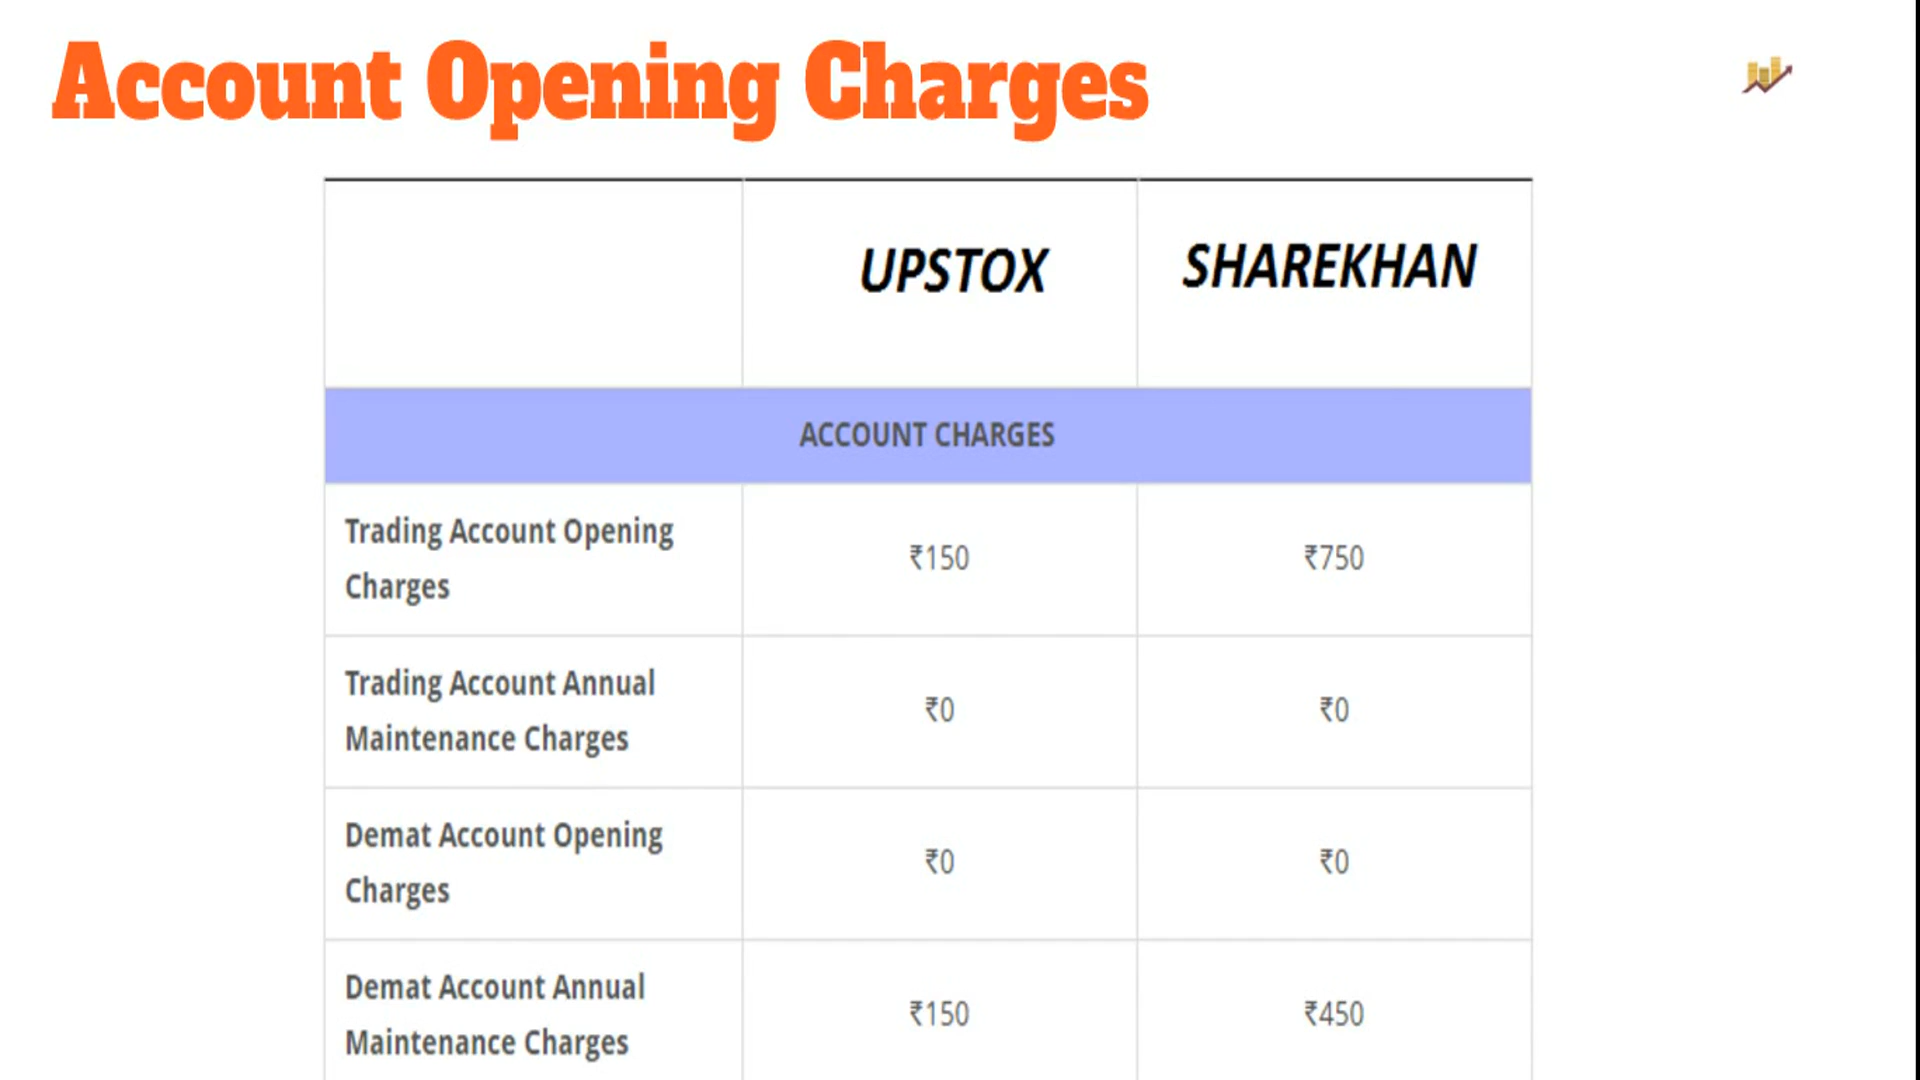 Account Opening Charges
UPSTOX SHAREKHAN
ACCOUNT CHARGES
Trading Account Opening
Charges
₹150 ₹750
Trading Account Annual
Maintenance Charges
₹0 ₹0
Demat Account Opening
Charges
₹0 ₹0
Demat Account Annual
Maintenance Charges
₹150 ₹450